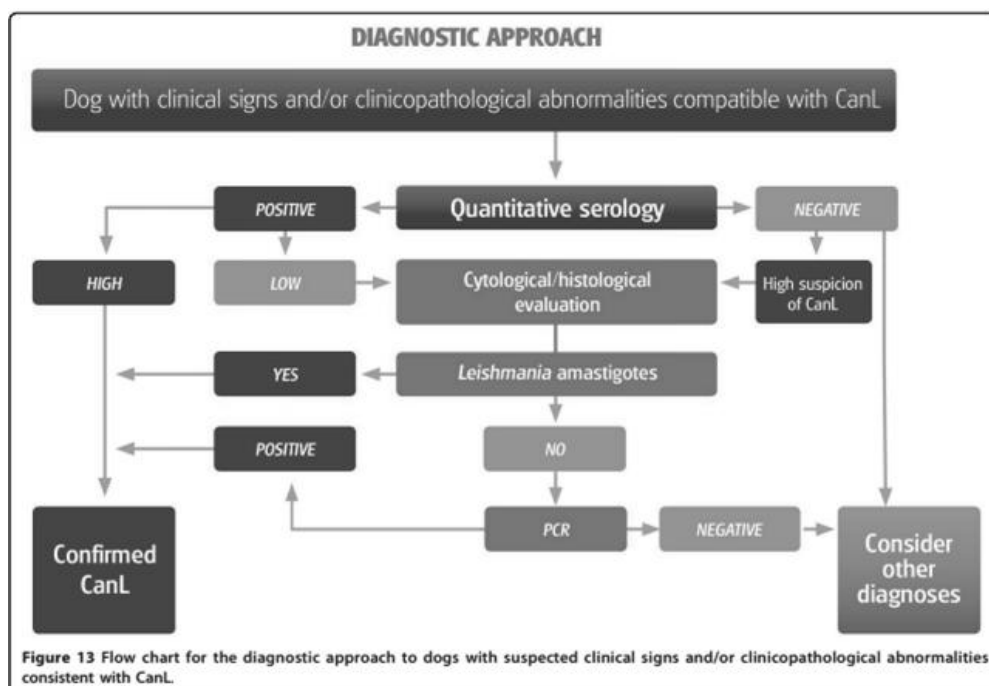 DIAGNOSTIC APPROACH
Dog with clinical signs and/or clinicopathological abnormalities compatible with CanL
POSITIVE
Quantitative serology
NEGATIVE
HIGH
LOW
Cytological/histological
evaluation
High suspicion
of CanL
YES
Leishmania amastigotes
POSITIVE
NO
Confirmed
CanL
PCR
NEGATIVE
Consider
other
diagnoses
Figure 13 Flow chart for the diagnostic approach to dogs with suspected clinical signs and/or clinicopathological abnormalities
consistent with CanL.